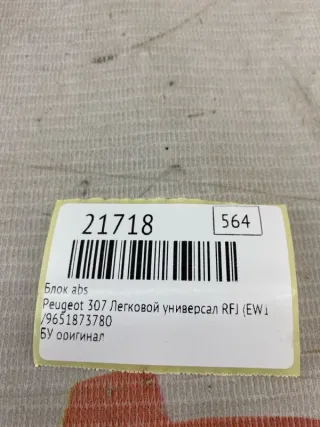 21718
564
Блок abs
Peugeot 307 Легковой универсал RFJ (EW1
/9651873780
БУ оригинал